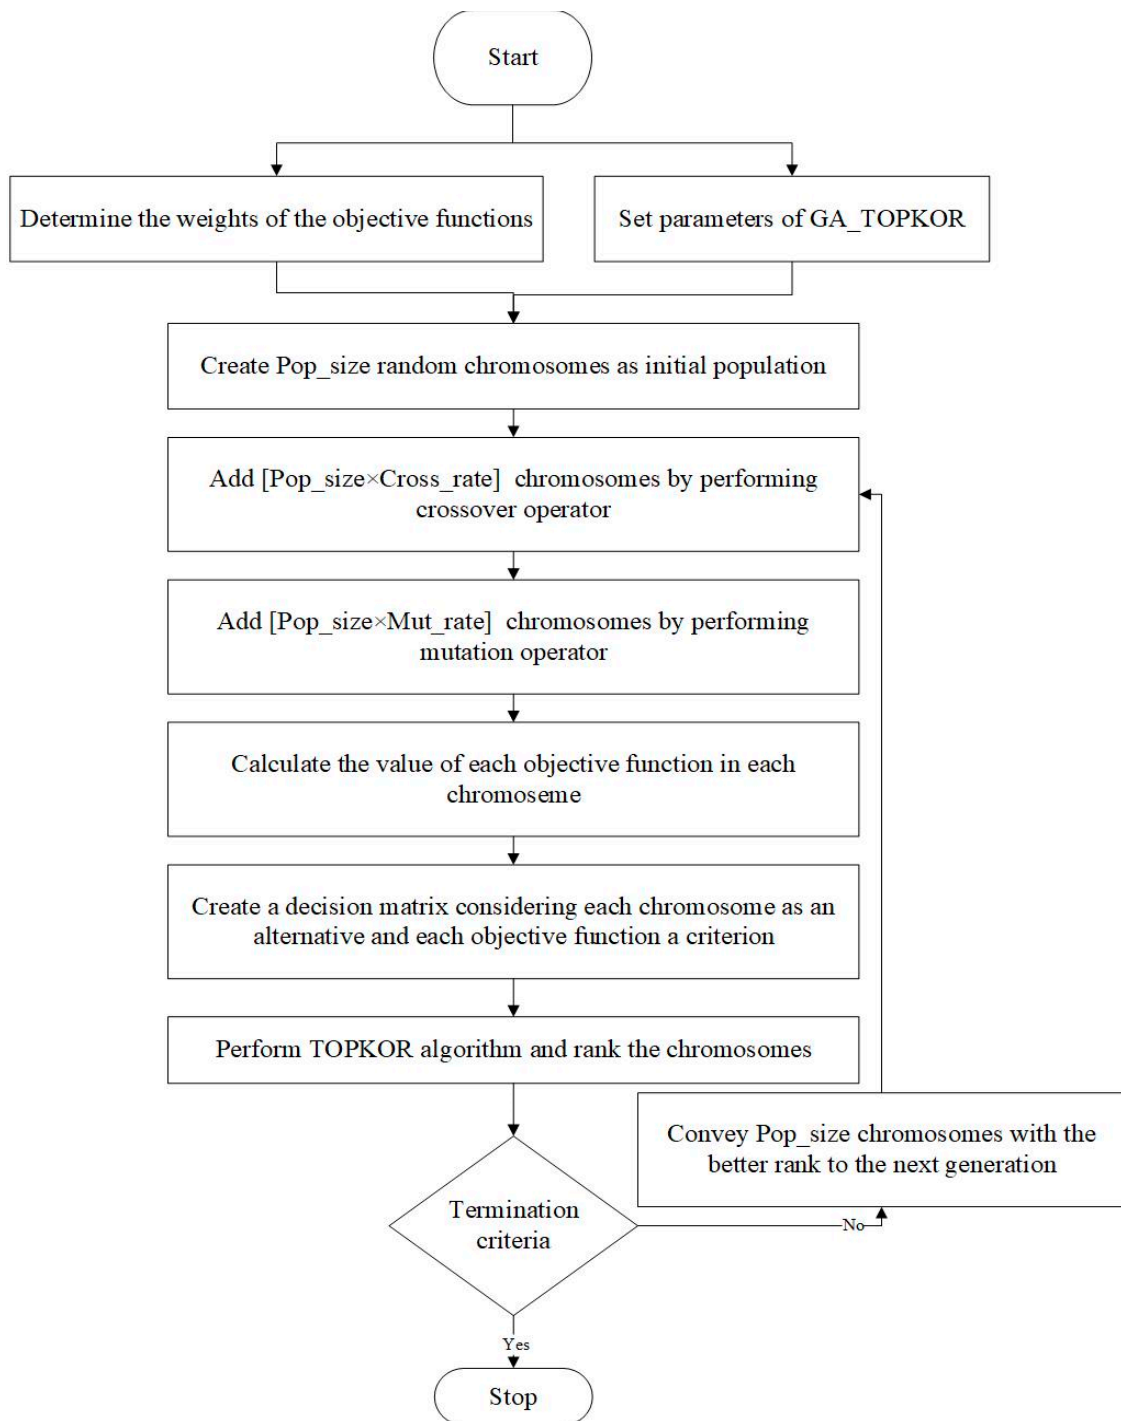 Start
Determine the weights of the objective functions
Set parameters of GA_TOPKOR
Create Pop_size random chromosomes as initial population
Add [Pop_size×Cross_rate] chromosomes by performing
crossover operator
Add [Pop_size×Mut_rate] chromosomes by performing
mutation operator
Calculate the value of each objective function in each
chromoseme
Create a decision matrix considering each chromosome as an
alternative and each objective function a criterion
Perform TOPKOR algorithm and rank the chromosomes
Convey Pop_size chromosomes with the
better rank to the next generation
Termination
criteria
No
Yes
Stop